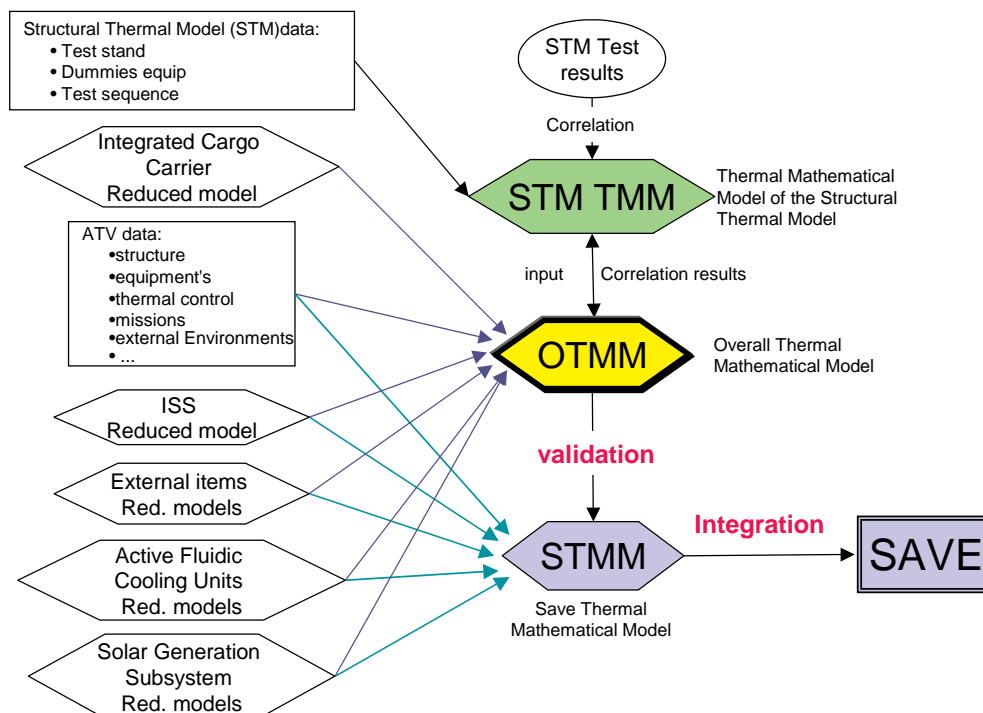 Structural Thermal Model (STM)data:
• Test stand
• Dummies equip
• Test sequence
STM Test
results
Correlation
Integrated Cargo
Carrier
Reduced model
STM TMM
Thermal Mathematical
Model of the Structural
Thermal Model
ATV data:
•structure
•equipment's
•thermal control
•missions
•external Environments
• ...
input
Correlation results
OTMM
Overall Thermal
Mathematical Model
ISS
Reduced model
validation
External items
Red. models
Integration
STMM
SAVE
Active Fluidic
Cooling Units
Red. models
Save Thermal
Mathematical Model
Solar Generation
Subsystem
Red. models